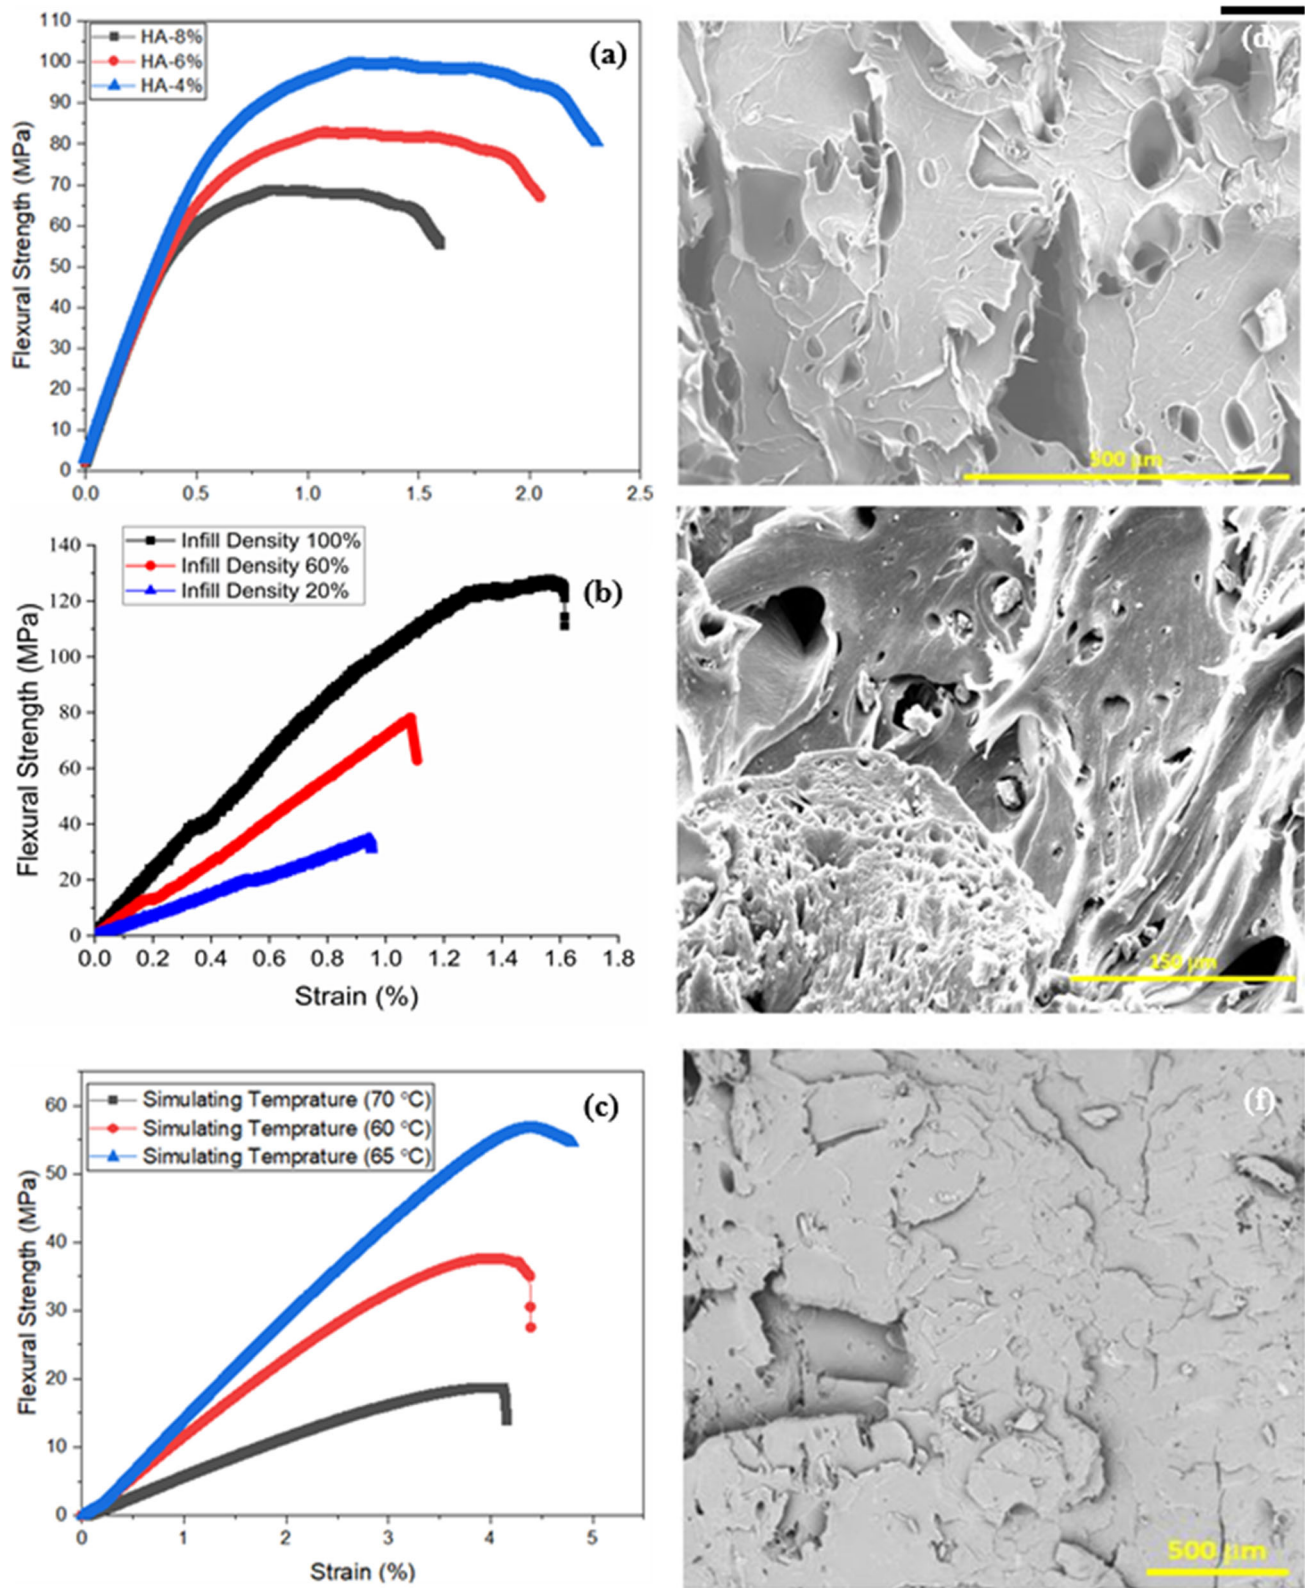 110
HA-8%
HA-6%
HA-4%
(a)
100
90
80
70
60
50
40
30
20
10
0
0.0 0.5 1.0 1.5 2.0 2.5
Flexural Strength (MPa)
(d)
500 µm
Infill Density 100%
Infill Density 60%
Infill Density 20%
(b)
140
120
100
80
60
40
20
0
0.0 0.2 0.4 0.6 0.8 1.0 1.2 1.4 1.6 1.8
Flexural Strength (MPa)
Strain (%)
150 µm
Simulating Temprature (70 °C)
Simulating Temprature (60 °C)
Simulating Temprature (65 °C)
(c)
60
50
40
30
20
10
0
0 1 2 3 4 5
Flexural Strength (MPa)
Strain (%)
(f)
500 µm